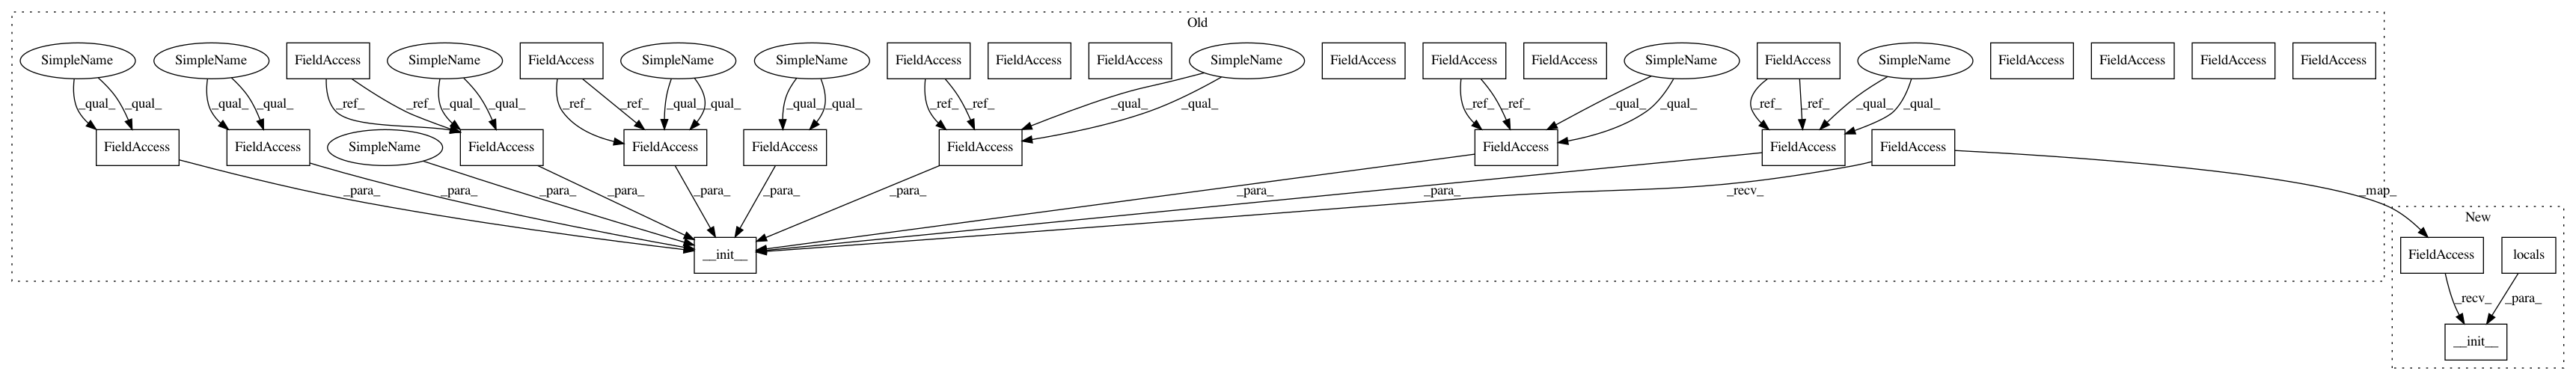 Old
SimpleName SimpleName FieldAccess SimpleName FieldAccess SimpleName SimpleName FieldAccess FieldAccess FieldAccess SimpleName FieldAccess FieldAccess FieldAccess SimpleName FieldAccess SimpleName FieldAccess FieldAccess FieldAccess FieldAccess
_qual_ _qual_ _qual_ _qual_ _ref_ _ref_ _qual_ _qual_ _ref_ _ref_ _qual_ _qual_ _qual_ _qual_ _ref_ _ref_ _qual_ _qual_ _ref_ _ref_ _qual_ _qual_ _ref_ _ref_ _qual_ _qual_
FieldAccess FieldAccess SimpleName FieldAccess FieldAccess FieldAccess FieldAccess FieldAccess FieldAccess FieldAccess
_para_ _para_ _para_ _para_ _para_ _para_ _para_ _para_ _para_ _recv_ _map_
New
__init__ FieldAccess locals
_recv_ _para_
__init__